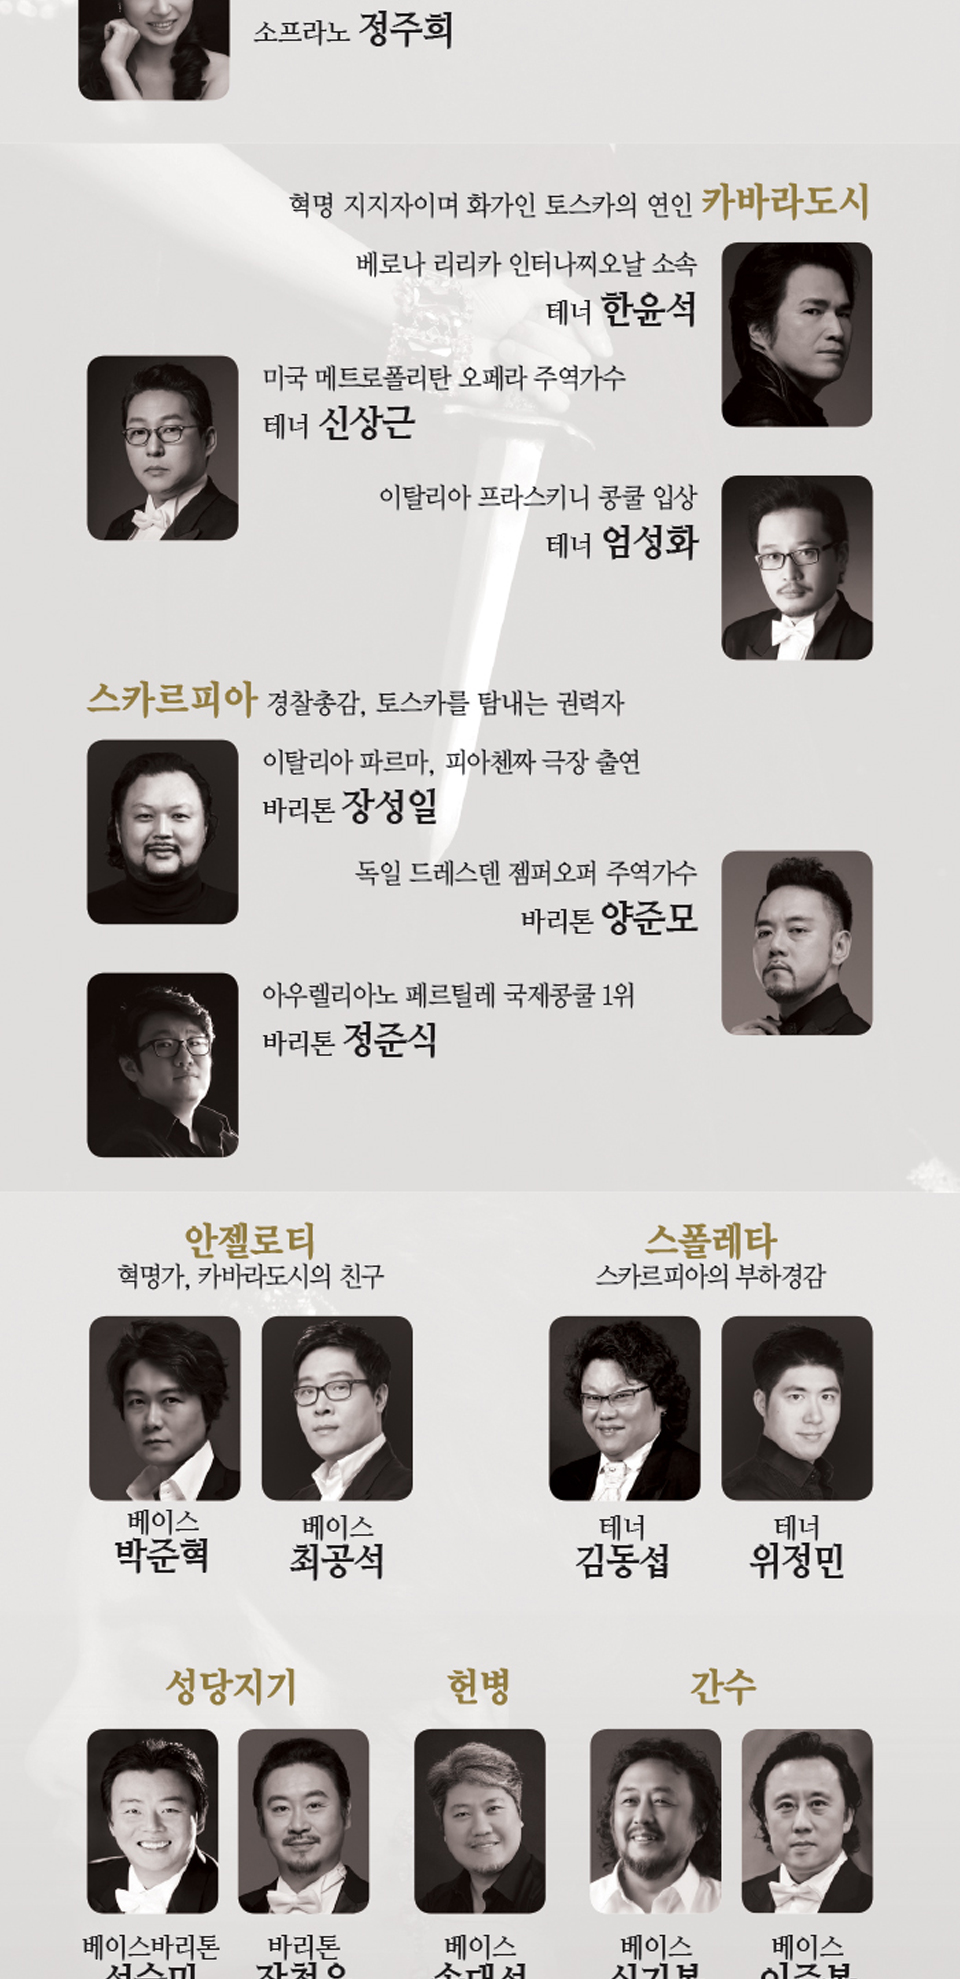 소프라노 정주희
혁명 지지자이며 화가인 토스카의 연인 카바라도시
베로나 리리카 인터나찌오날 소속
테너 한윤석
미국 메트로폴리탄 오페라 주역가수
테너 신상근
이탈리아 프라스키니 콩쿨 입상
테너 엄성화
스카르피아 경찰총감, 토스카를 탐내는 권력자
이탈리아 파르마, 피아첸짜 극장 출연
바리톤 장성일
독일 드레스덴 젬퍼오퍼 주역가수
바리톤 양준모
아우렐리아노 페르틸레 국제콩쿨 1위
바리톤 정준식
안젤로티 스폴레타
혁명가, 카바라도시의 친구 스카르피아의 부하경감
베이스 베이스 테너 테너
박준혁 최공석 김동섭 위정민
성당지기 헌병 간수
베이스바리톤 바리톤 베이스 베이스 베이스